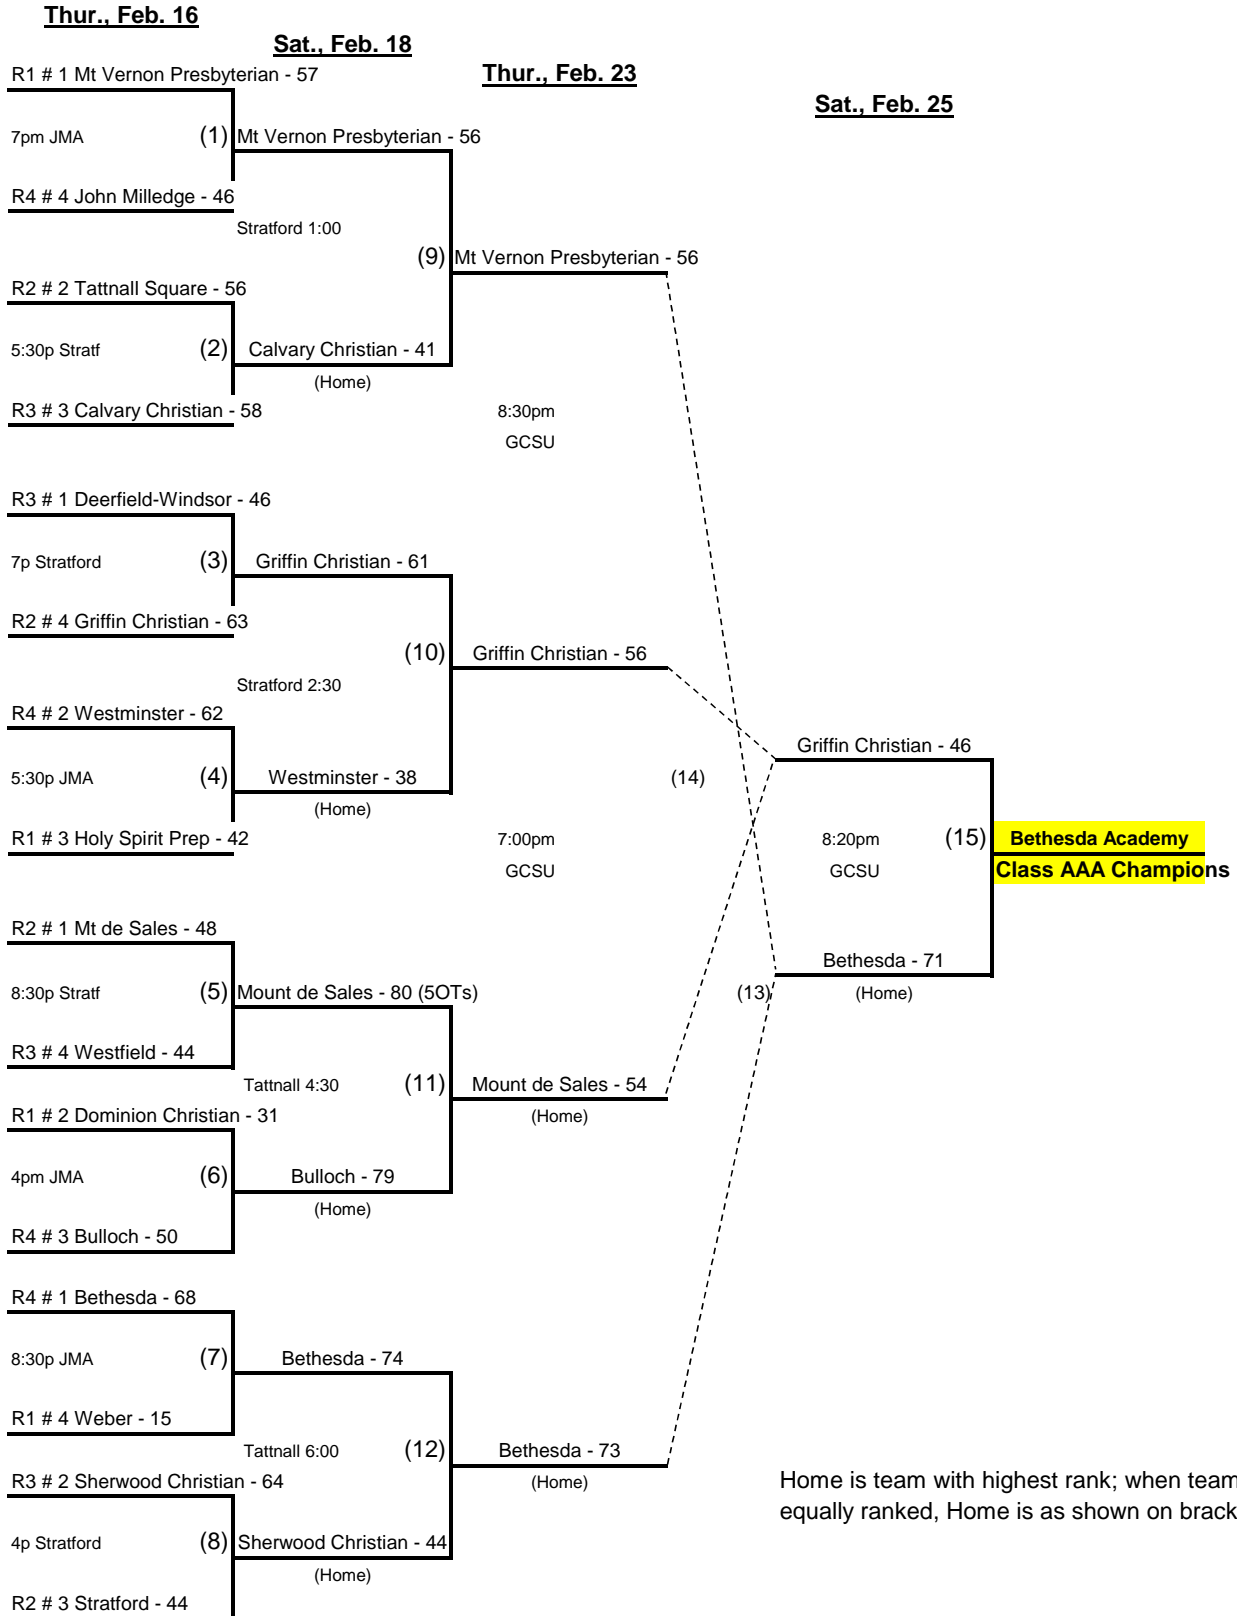 Thur., Feb. 16
Sat., Feb. 18
Thur., Feb. 23
Sat., Feb. 25
R1 # 1 Mt Vernon Presbyterian - 57
7pm JMA
(1)
Mt Vernon Presbyterian - 56
R4 # 4 John Milledge - 46
Stratford 1:00
(9)
Mt Vernon Presbyterian - 56
R2 # 2 Tattnall Square - 56
5:30p Stratf
(2)
Calvary Christian - 41
(Home)
R3 # 3 Calvary Christian - 58
8:30pm
GCSU
R3 # 1 Deerfield-Windsor - 46
7p Stratford
(3)
Griffin Christian - 61
R2 # 4 Griffin Christian - 63
(10)
Griffin Christian - 56
Stratford 2:30
R4 # 2 Westminster - 62
Griffin Christian - 46
5:30p JMA
(4)
Westminster - 38
(Home)
(14)
R1 # 3 Holy Spirit Prep - 42
7:00pm
GCSU
8:20pm
GCSU
(15)
Bethesda Academy
Class AAA Champions
R2 # 1 Mt de Sales - 48
Bethesda - 71
(Home)
8:30p Stratf
(5)
Mount de Sales - 80 (5OTs)
(13)
R3 # 4 Westfield - 44
Tattnall 4:30
(11)
Mount de Sales - 54
(Home)
R1 # 2 Dominion Christian - 31
4pm JMA
(6)
Bulloch - 79
(Home)
R4 # 3 Bulloch - 50
R4 # 1 Bethesda - 68
8:30p JMA
(7)
Bethesda - 74
R1 # 4 Weber - 15
Tattnall 6:00
(12)
Bethesda - 73
(Home)
R3 # 2 Sherwood Christian - 64
4p Stratford
(8)
Sherwood Christian - 44
(Home)
R2 # 3 Stratford - 44
Home is team with highest rank; when team
equally ranked, Home is as shown on brack